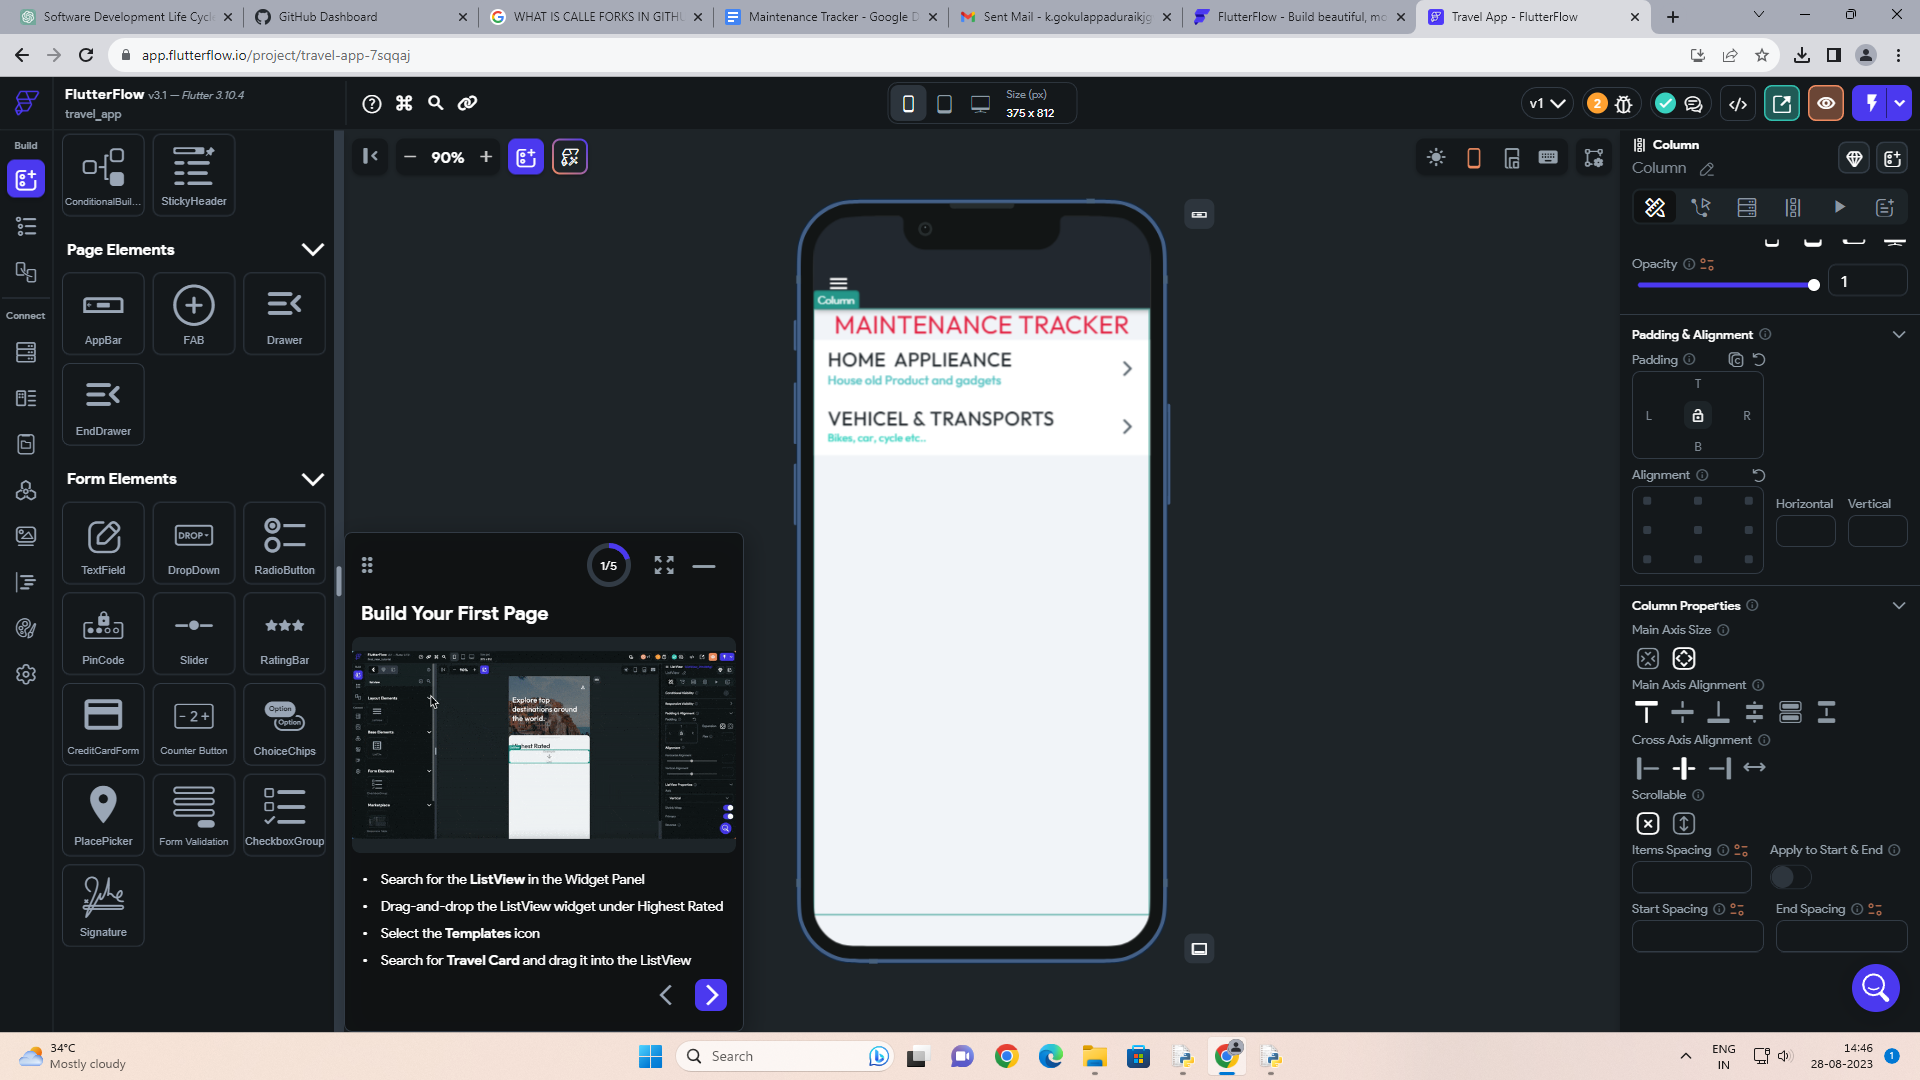 Software Development Life Cycl
GitHub Dashboard
WHAT IS CALLE FORKS IN GITHU
Maintenance Tracker - Google D
Sent Mail - k.gokulappaduraikjg
FlutterFlow - Build beautiful, mo
Travel App - FlutterFlow
app.flutterflow.io/project/travel-app-7sqqaj
FlutterFlow v3.1 — Flutter 3.10.4
travel_app
Size (px)
375 x 812
v1
2
Build
Connect
90%
ConditionalBuil...
StickyHeader
Page Elements
AppBar
FAB
Drawer
EndDrawer
Form Elements
TextField
DROP
DropDown
RadioButton
PinCode
Slider
RatingBar
CreditCardForm
- 2 +
Counter Button
Option
Option
ChoiceChips
PlacePicker
Form Validation
CheckboxGroup
Signature
1/5
Build Your First Page
Explore top
destinations around
the world.
• Search for the ListView in the Widget Panel
• Drag-and-drop the ListView widget under Highest Rated
• Select the Templates icon
• Search for Travel Card and drag it into the ListView
Column
MAINTENANCE TRACKER
HOME APPLIEANCE
House old Product and gadgets
VEHICEL & TRANSPORTS
Bikes, car, cycle etc..
Column
Column
Opacity
1
Padding & Alignment
Padding
T
L
R
B
Alignment
Horizontal
Vertical
Column Properties
Main Axis Size
Main Axis Alignment
Cross Axis Alignment
Scrollable
Items Spacing
Apply to Start & End
Start Spacing
End Spacing
34°C
Mostly cloudy
Search
ENG
IN
14:46
28-08-2023
1